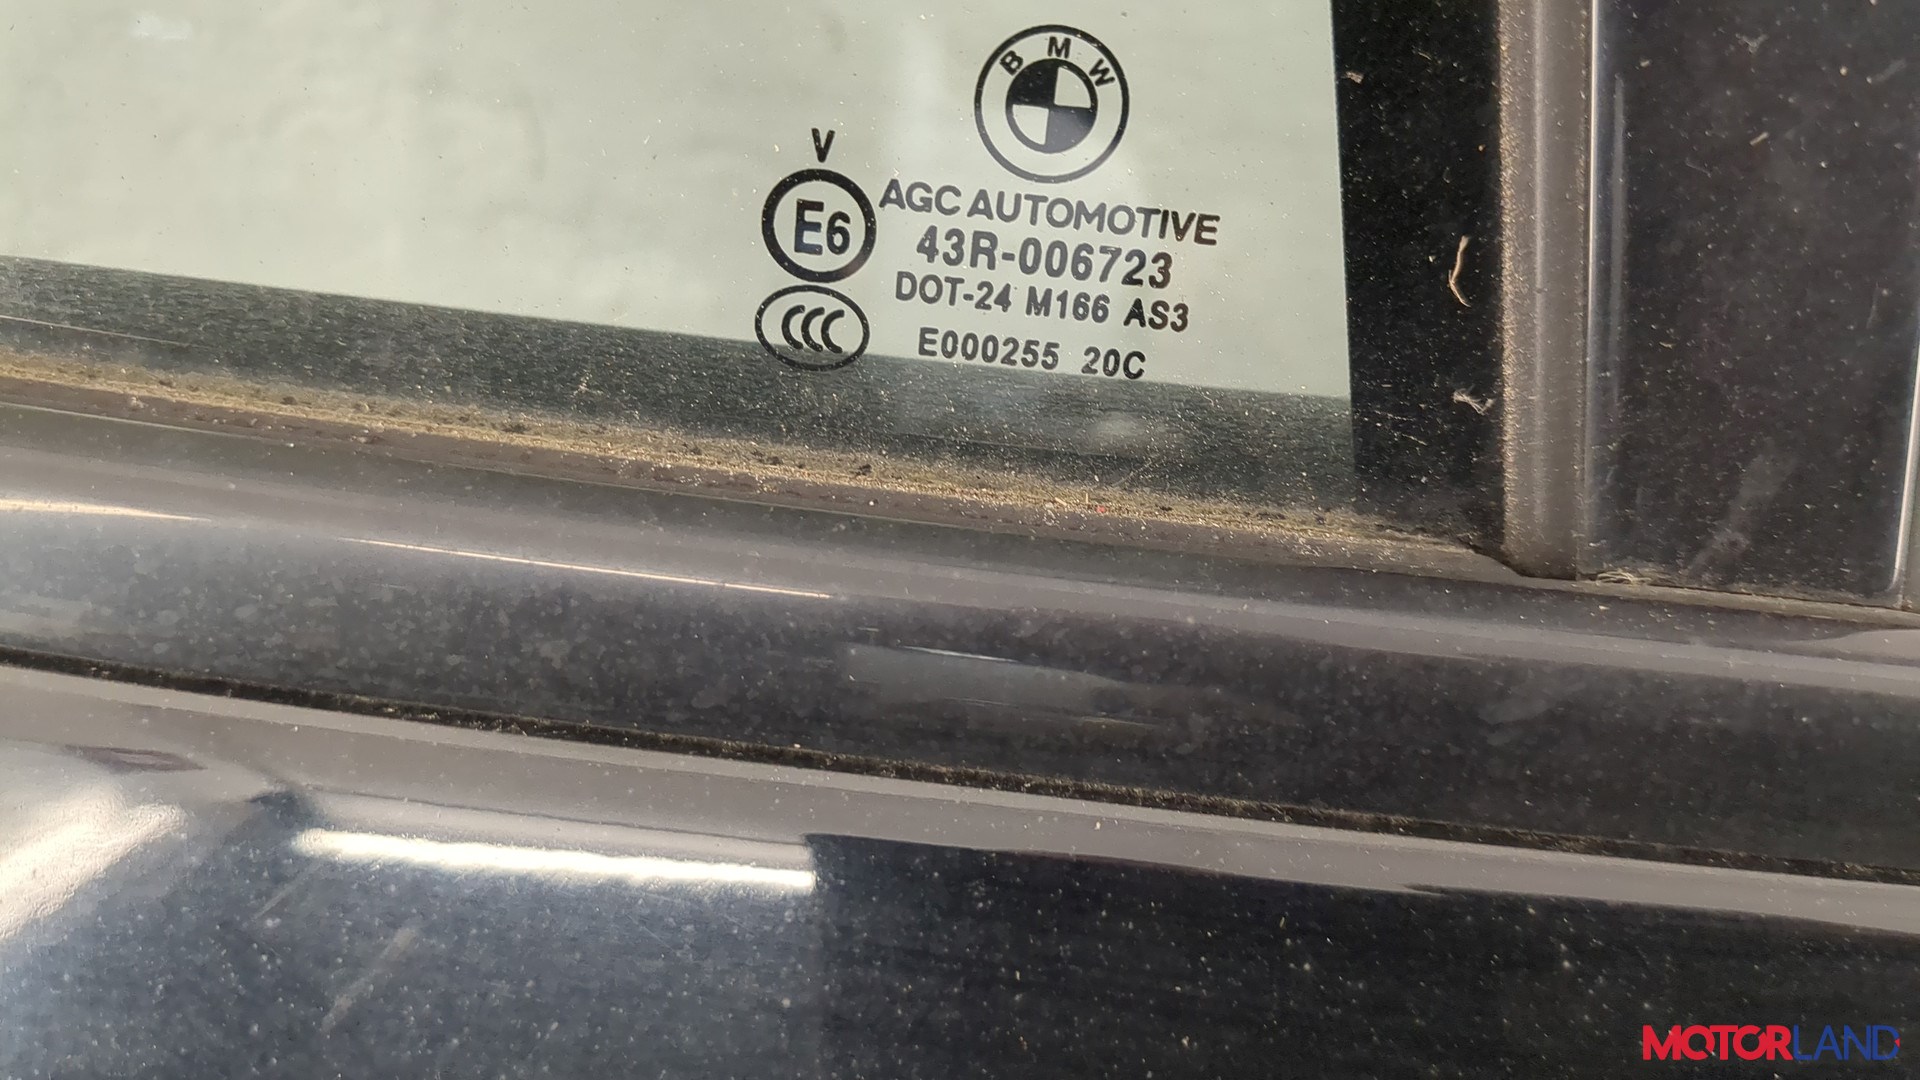 BMW
V
E6
AGC AUTOMOTIVE
43R-006723
DOT-24 M166 AS3
CCC
E000255 20C
MOTORLAND